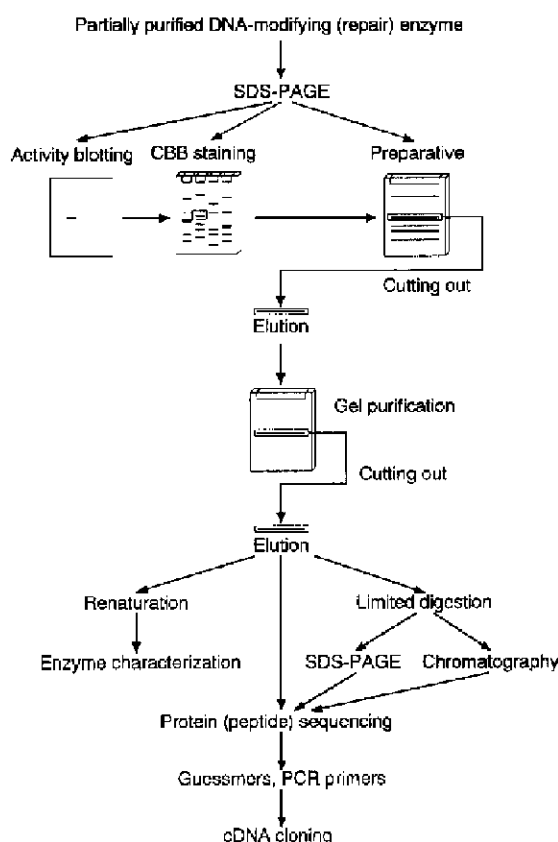 Partially purified DNA-modifying (repair) enzyme
SDS-PAGE
Activity blotting
CBB staining
Preparative
Cutting out
Elution
Gel purification
Cutting out
Elution
Renaturation
Limited digestion
Enzyme characterization
SDS-PAGE
Chromatography
Protein (peptide) sequencing
Guessmers, PCR primers
cDNA cloning